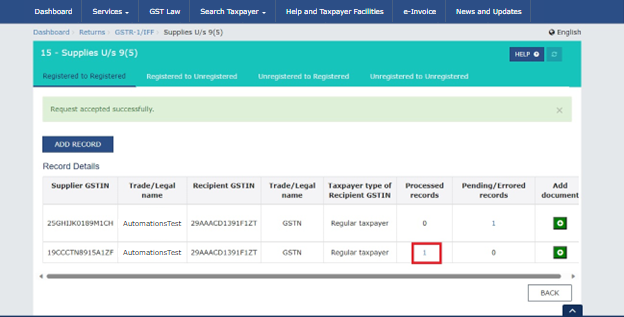 Dashboard Services GST Law Search Taxpayer Help and Taxpayer Facilities e-Invoice News and Updates
Dashboard › Returns › GSTR-1/IFF › Supplies U/s 9(5) English
15 - Supplies U/s 9(5) HELP
Registered to Registered Registered to Unregistered Unregistered to Registered Unregistered to Unregistered
Request accepted successfully. ×
ADD RECORD
Record Details
Supplier GSTIN Trade/Legal name Recipient GSTIN Trade/Legal name Taxpayer type of Recipient GSTIN Processed records Pending/Errored records Add document
25GHIJK0189M1CH AutomationsTest 29AAACD1391F1ZT GSTN Regular taxpayer 0 1
19CCCTN8915A1ZF AutomationsTest 29AAACD1391F1ZT GSTN Regular taxpayer 1 0
BACK